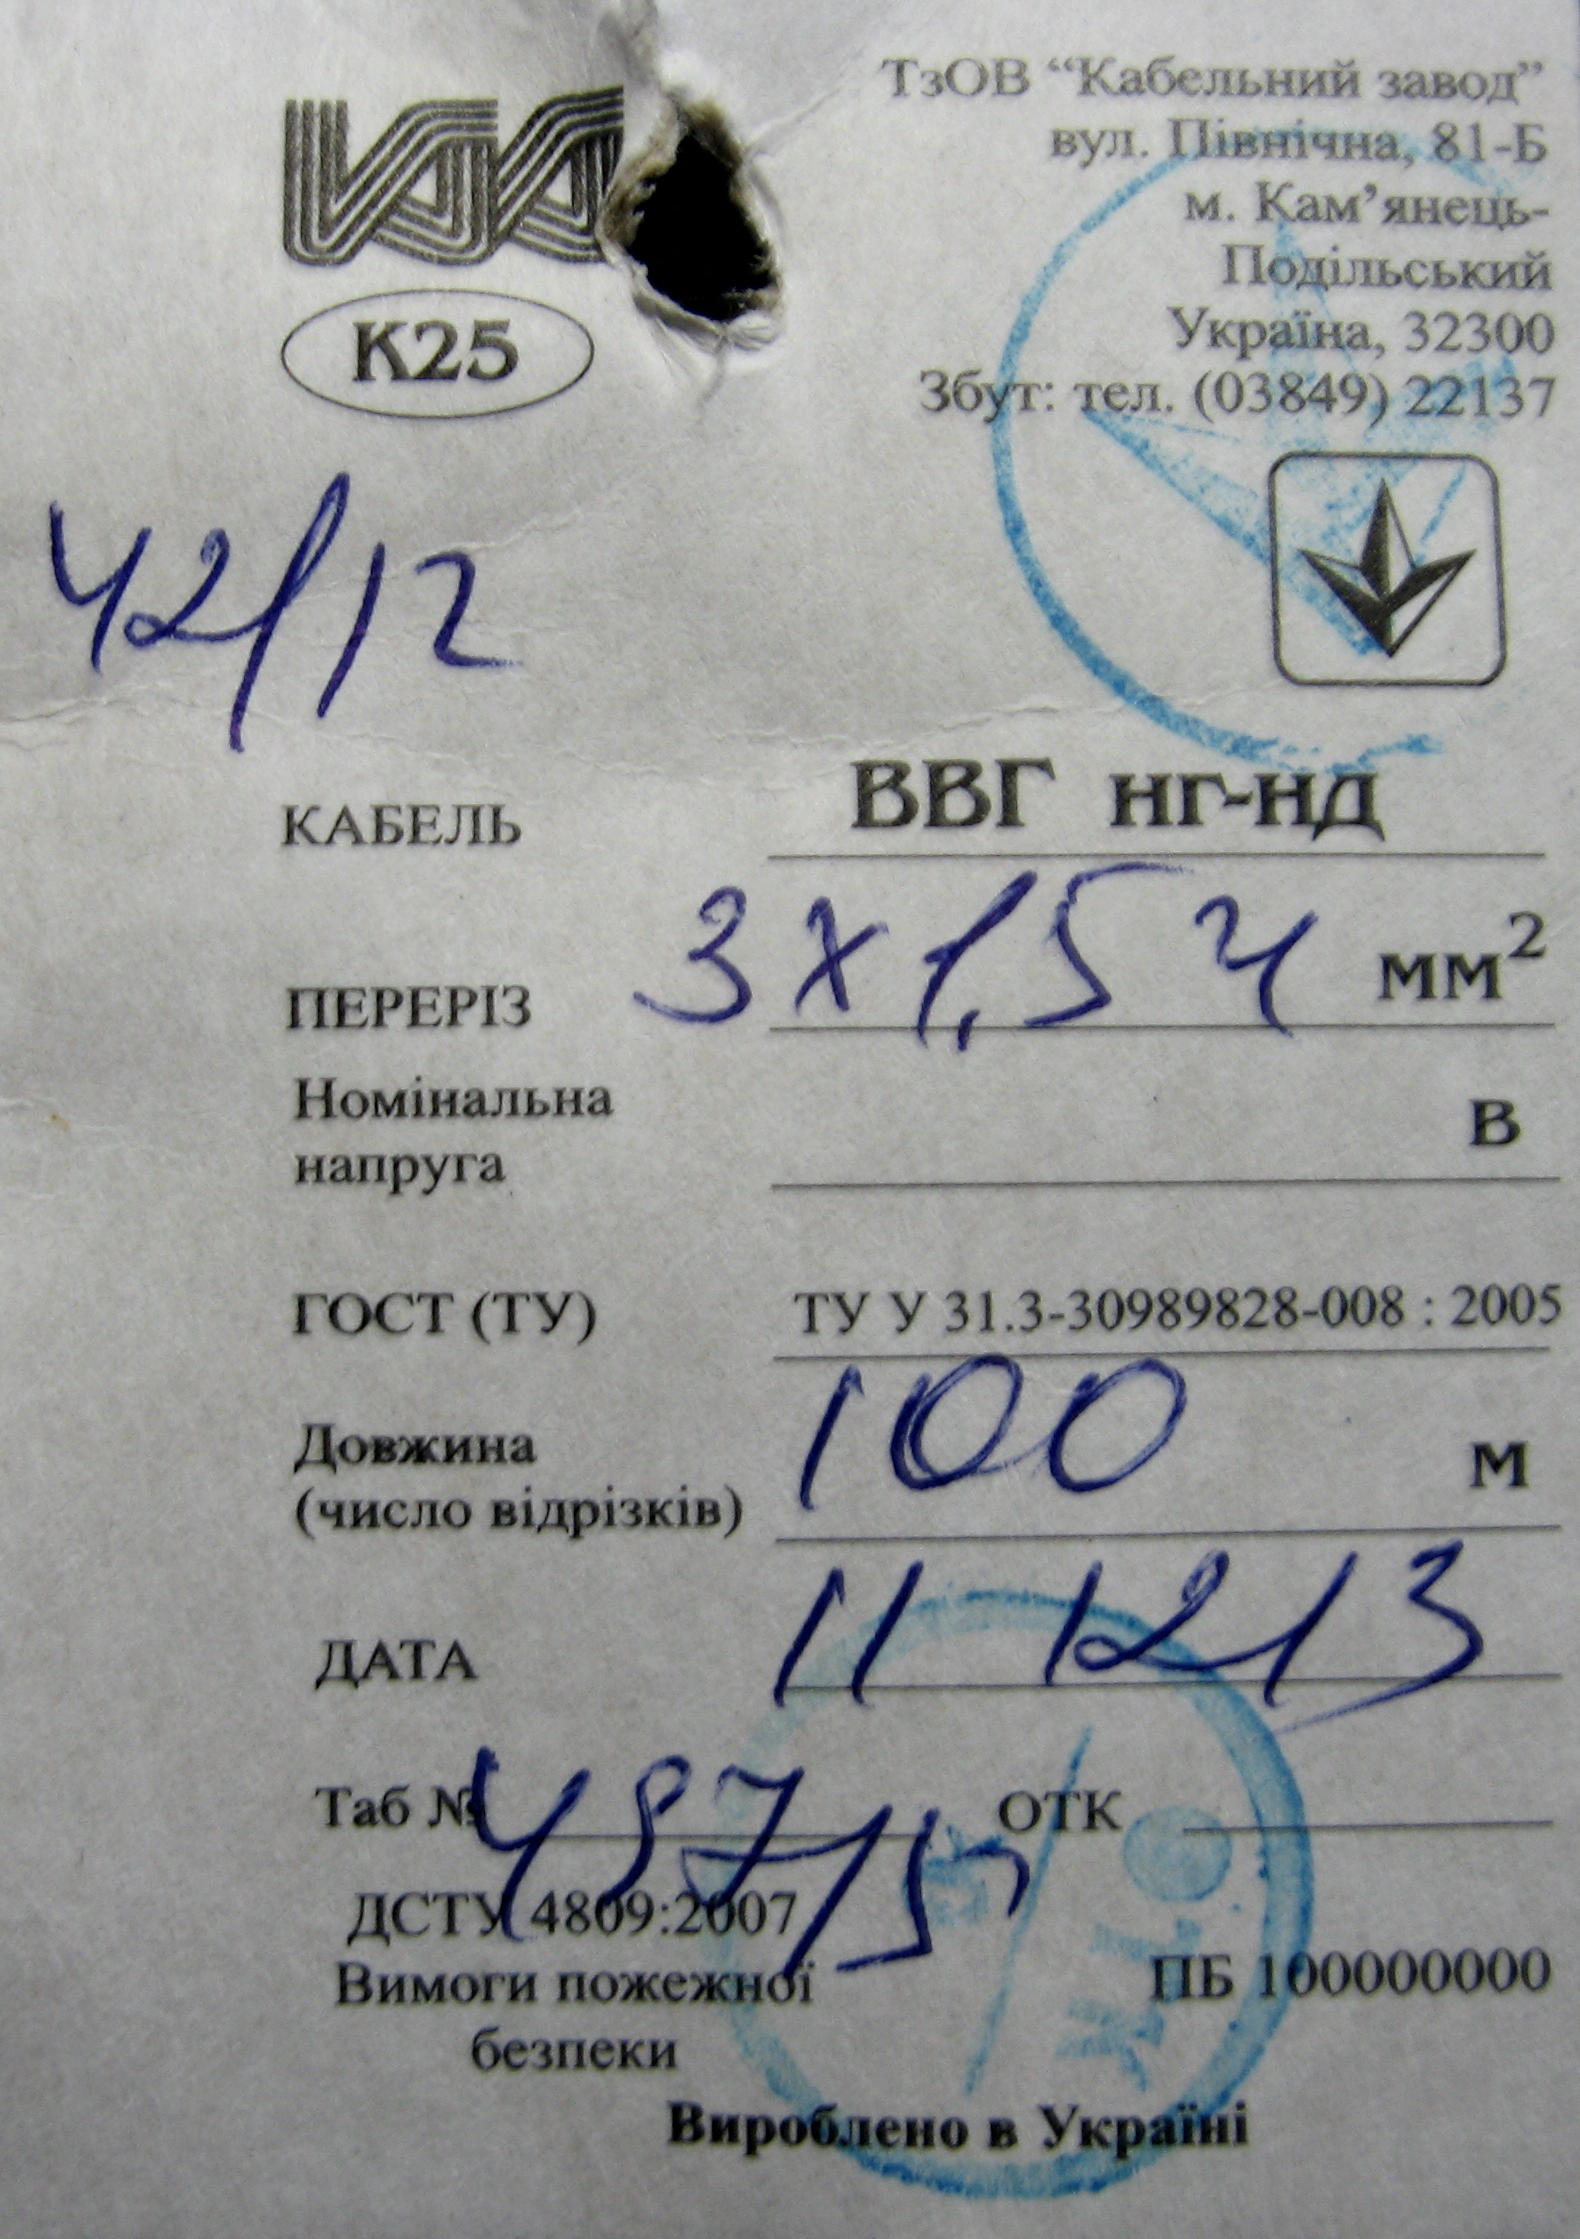 ТзОВ “Кабельний завод”
вул. Північна, 81-Б
м. Кам’янець-
Подільський
Україна, 32300
Збут: тел. (03849) 22137
К25
42/12
КАБЕЛЬ ВВГ нг-нд
ПЕРЕРІЗ 3х1,5ч мм²
Номінальна
напруга В
ГОСТ (ТУ) ТУ У 31.3-30989828-008 : 2005
Довжина
(число відрізків) 100 м
ДАТА 11 12 13
Таб № ОТК
ДСТУ 4809:2007
Вимоги пожежної
безпеки
ПБ 100000000
Вироблено в Україні